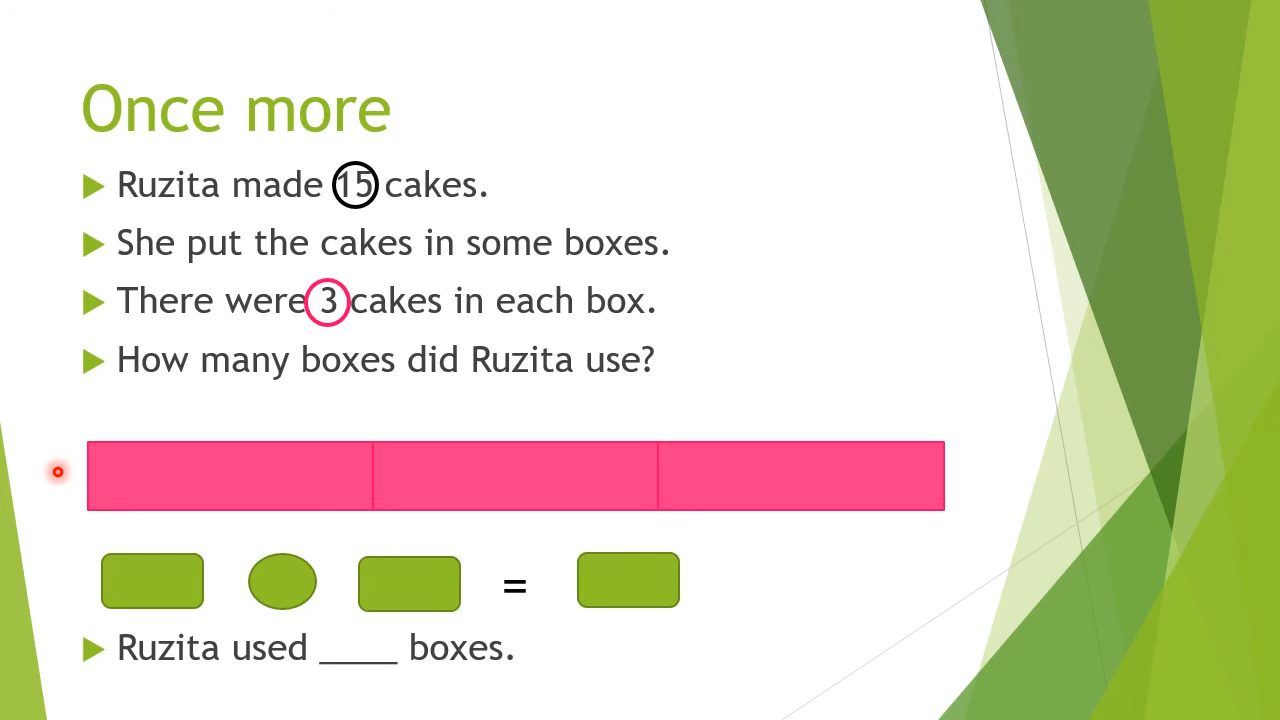 Once more
Ruzita made 15 cakes.
She put the cakes in some boxes.
There were 3 cakes in each box.
How many boxes did Ruzita use?
=
Ruzita used ____ boxes.